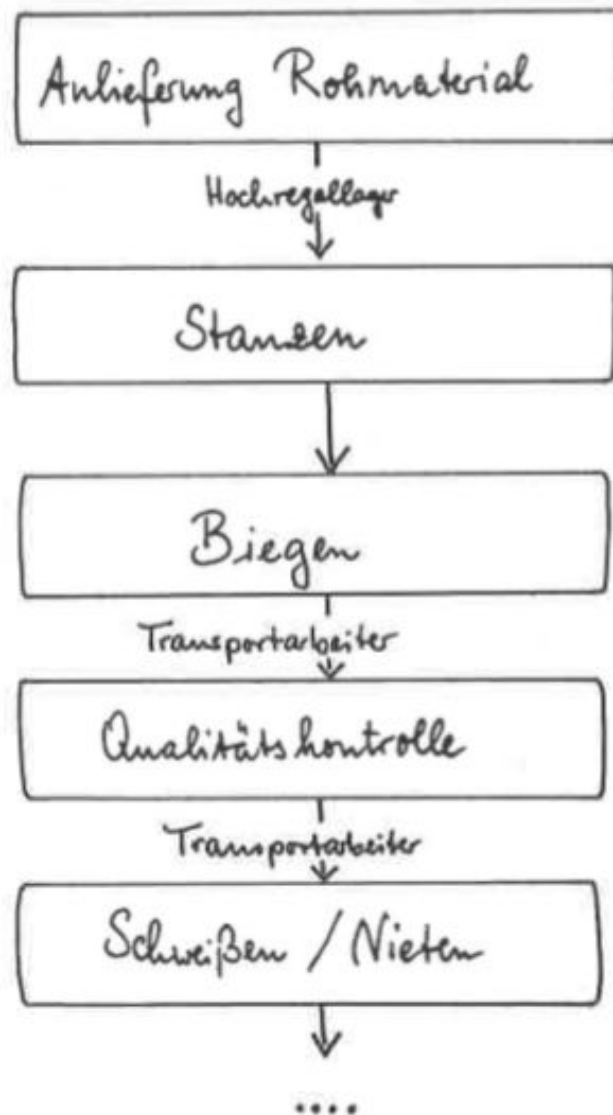 Anlieferung Rohmaterial
Hochregallager
Stanzen
Biegen
Transportarbeiter
Qualitätskontrolle
Transportarbeiter
Schweißen / Nieten
....